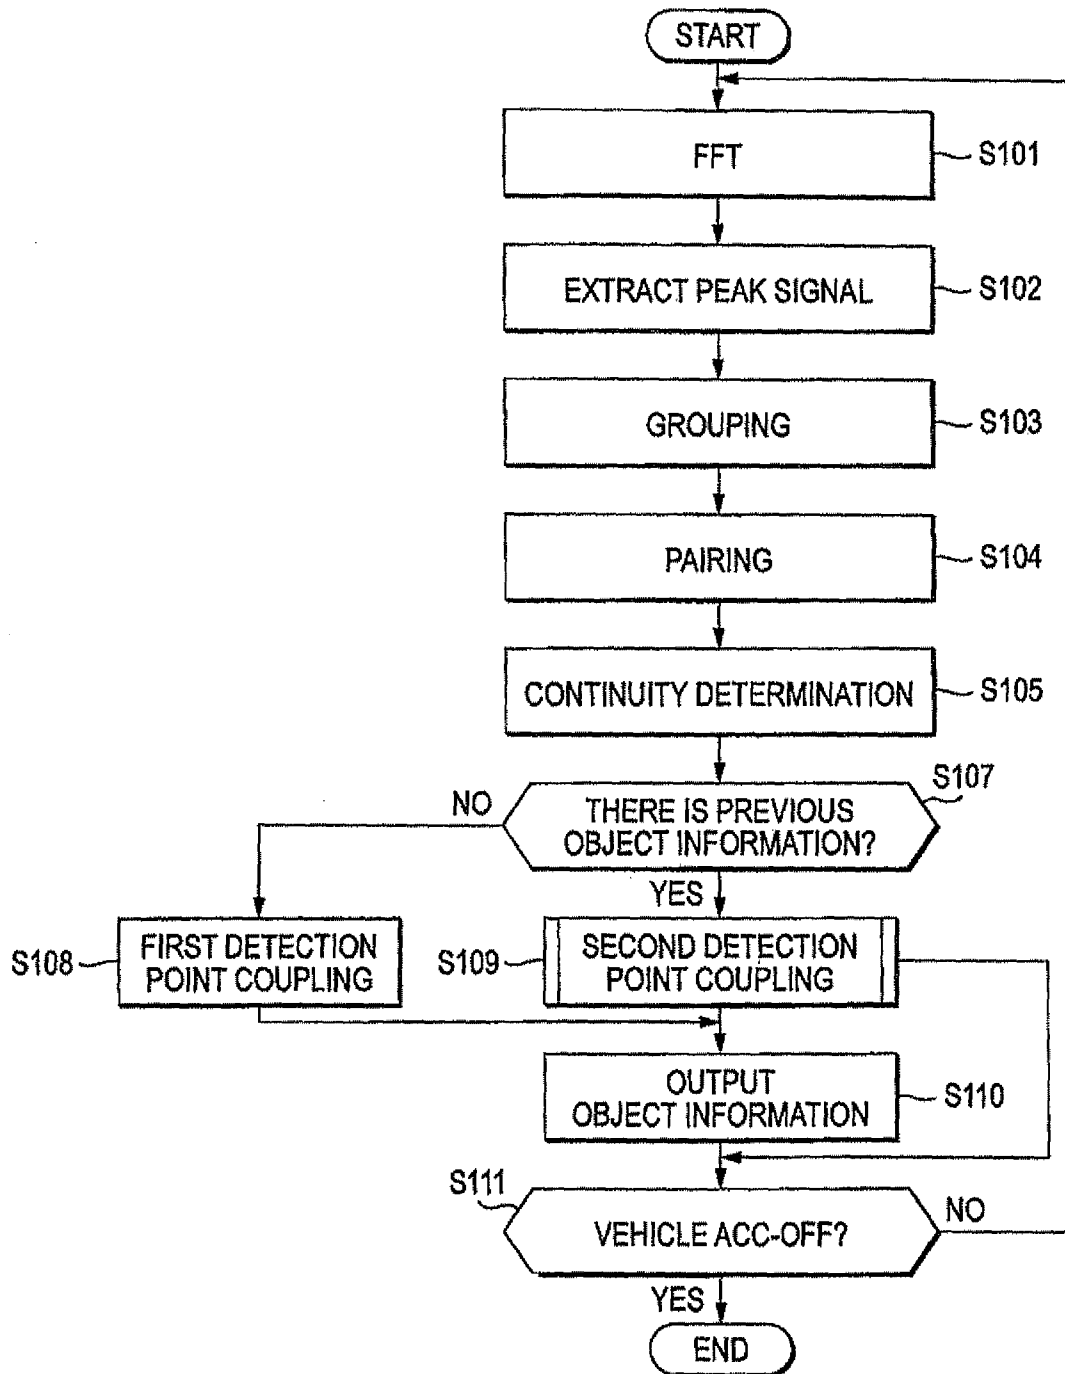 START
FFT
S101
EXTRACT PEAK SIGNAL
S102
GROUPING
S103
PAIRING
S104
CONTINUITY DETERMINATION
S105
S107
THERE IS PREVIOUS
OBJECT INFORMATION?
NO
YES
S108
FIRST DETECTION
POINT COUPLING
S109
SECOND DETECTION
POINT COUPLING
OUTPUT
OBJECT INFORMATION
S110
S111
VEHICLE ACC-OFF?
NO
YES
END